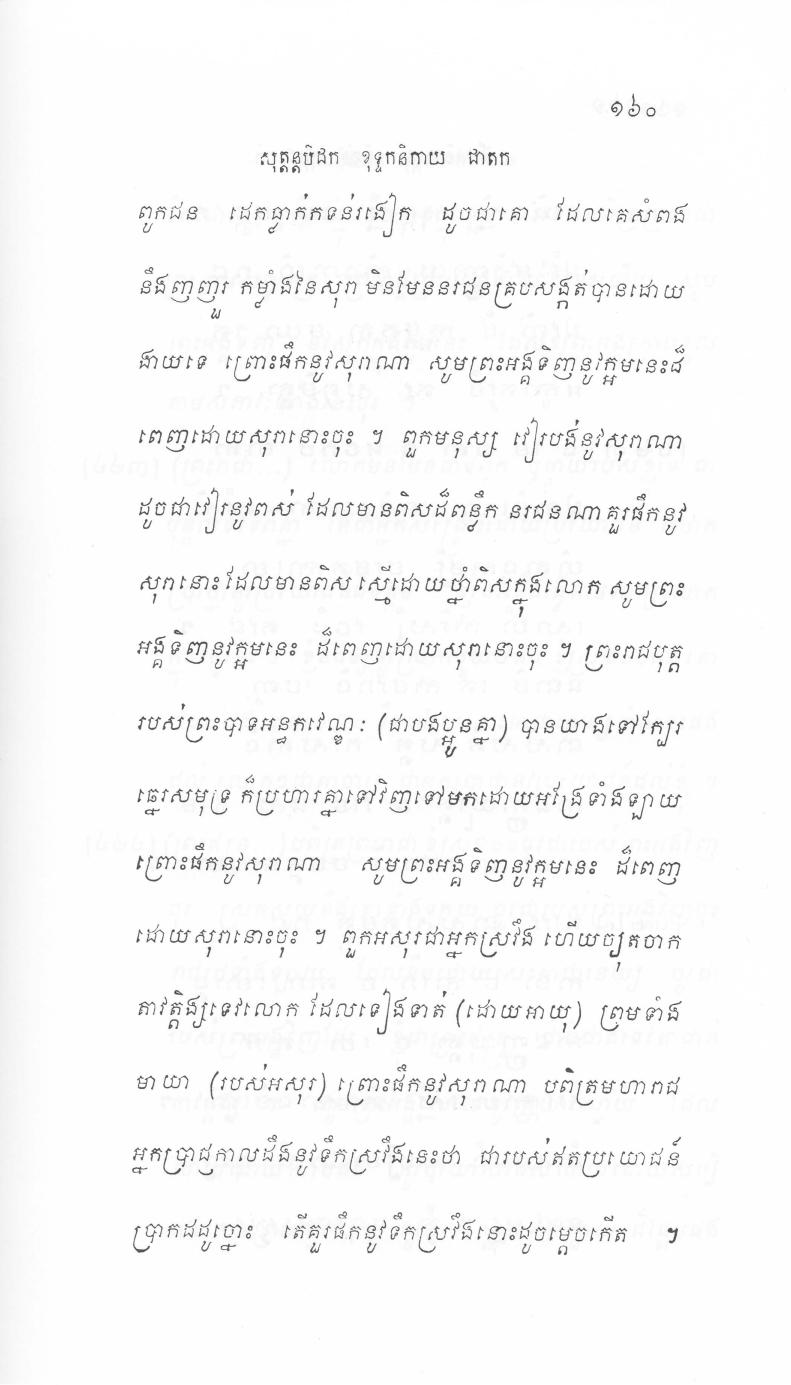 ១៦០
សុត្តន្តបិដក ខុទ្ទកនិកាយ ជាតក
ពួកជន ដេកធ្លាក់កទន់រងៀក ដូចជាគោ ដែលគេសំពង
នឹងញញួរ កម្លាំងនៃសុរា មិនមែននរជនគ្របសង្កត់បានដោយ
ងាយទេ ព្រោះផឹកនូវសុរាណា សូមព្រះអង្គទិញនូវក្អមនេះដ៏
ពេញដោយសុរានោះចុះ ។ ពួកមនុស្ស វៀរបង់នូវសុរាណា
ដូចជាវៀរនូវពស់ ដែលមានពិសដ៏ពន្លឹក នរជនណាគួរផឹកនូវ
សុរានោះដែលមានពិស ស្មើដោយថ្នាំពិសក្នុងលោក សូមព្រះ
អង្គទិញនូវក្អមនេះ ដ៏ពេញដោយសុរានោះចុះ ។ ព្រះរាជបុត្ត
របស់ព្រះបាទអន្ធកវេណ្ឌៈ (ជាបងប្អូនគ្នា) បានយាងទៅក្បែរ
ឆ្នេរសមុទ្រ ក៏ប្រហារគ្នាទៅវិញទៅមកដោយអង្រែទាំងឡាយ
ព្រោះផឹកនូវសុរាណា សូមព្រះអង្គទិញនូវក្អមនេះ ដ៏ពេញ
ដោយសុរានោះចុះ ។ ពួកអសុរជាអ្នកស្រវឹង ហើយច្យុតចាក
តាវត្តិង្សទេវលោក ដែលទៀងទាត់ (ដោយអាយុ) ព្រមទាំង
មាយា (របស់អសុរ) ព្រោះផឹកនូវសុរាណា បពិត្រមហារាជ
អ្នកប្រាជ្ញកាលដឹងនូវទឹកស្រវឹងនេះថា ជារបស់ឥតប្រយោជន៍
ប្រាកដដូច្នោះ តើគួរផឹកនូវទឹកស្រវឹងនោះដូចម្តេចកើត ។